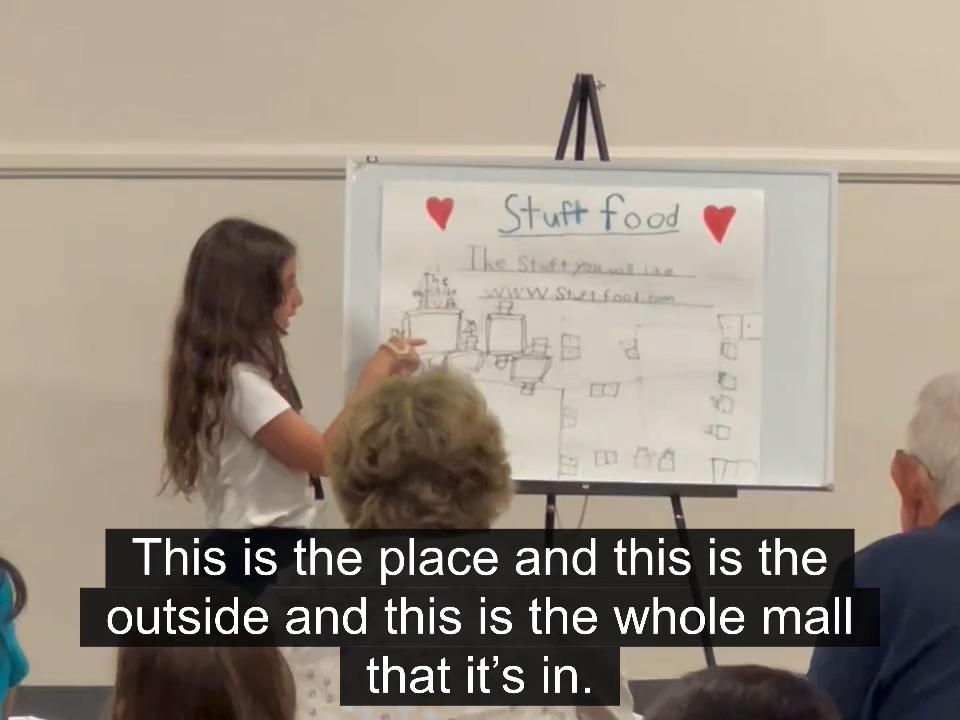 Stuft food
The Stuft you will like
www.Stuftfood.com
The
This is the place and this is the
outside and this is the whole mall
that it's in.